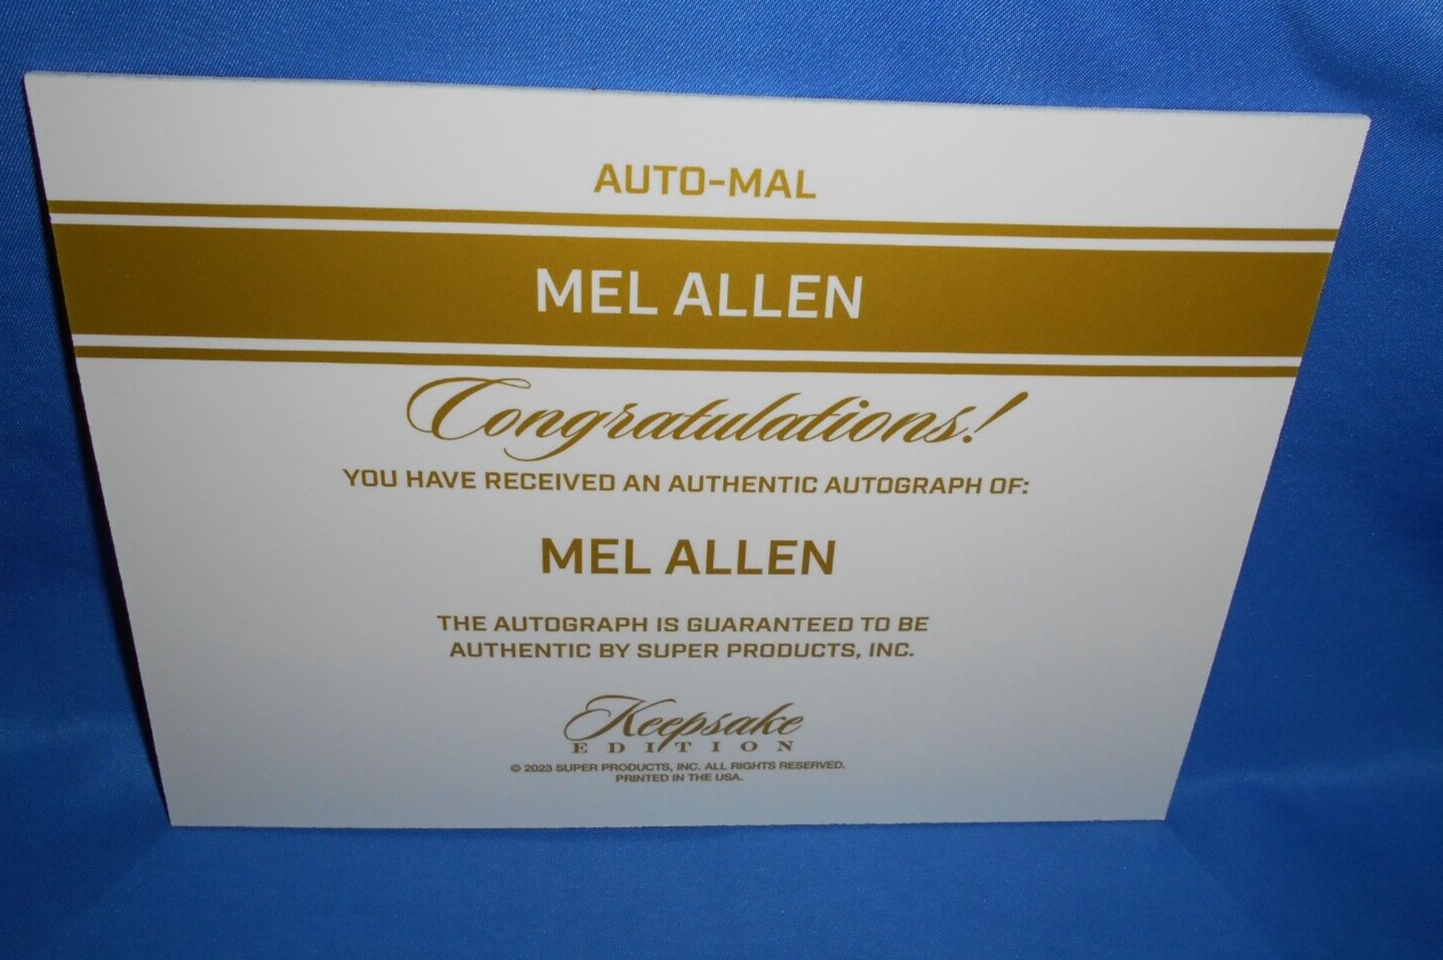 AUTO-MAL
MEL ALLEN
Congratulations!
YOU HAVE RECEIVED AN AUTHENTIC AUTOGRAPH OF:
MEL ALLEN
THE AUTOGRAPH IS GUARANTEED TO BE
AUTHENTIC BY SUPER PRODUCTS, INC.
Keepsake
EDITION
© 2023 SUPER PRODUCTS, INC. ALL RIGHTS RESERVED.
PRINTED IN THE USA.